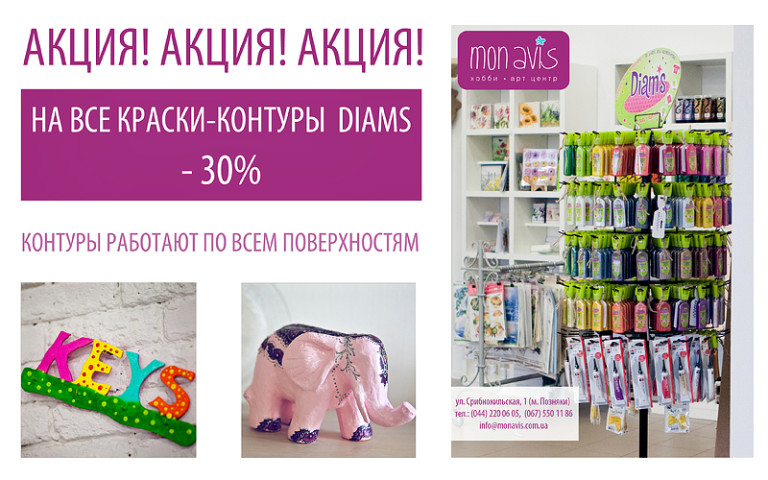 АКЦИЯ! АКЦИЯ! АКЦИЯ!
НА ВСЕ КРАСКИ-КОНТУРЫ DIAMS
- 30%
КОНТУРЫ РАБОТАЮТ ПО ВСЕМ ПОВЕРХНОСТЯМ
KEYS
mon avis
хобби • арт центр
Diams
ул. Срибнокильская, 1 (м. Позняки)
тел.: (044) 220 06 05, (067) 550 11 86
info@monavis.com.ua